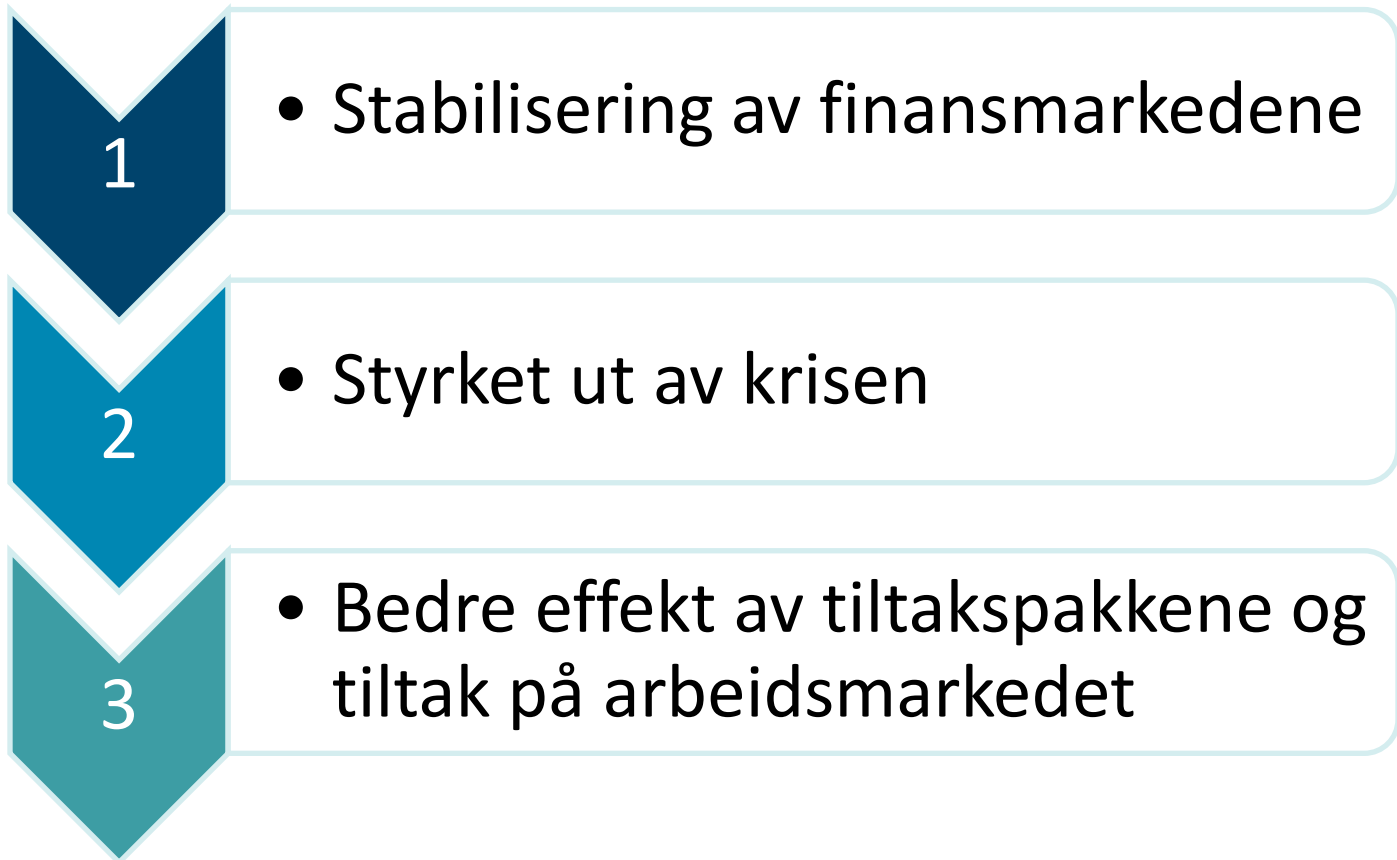 1
• Stabilisering av finansmarkedene
2
• Styrket ut av krisen
3
• Bedre effekt av tiltakspakkene og
tiltak på arbeidsmarkedet